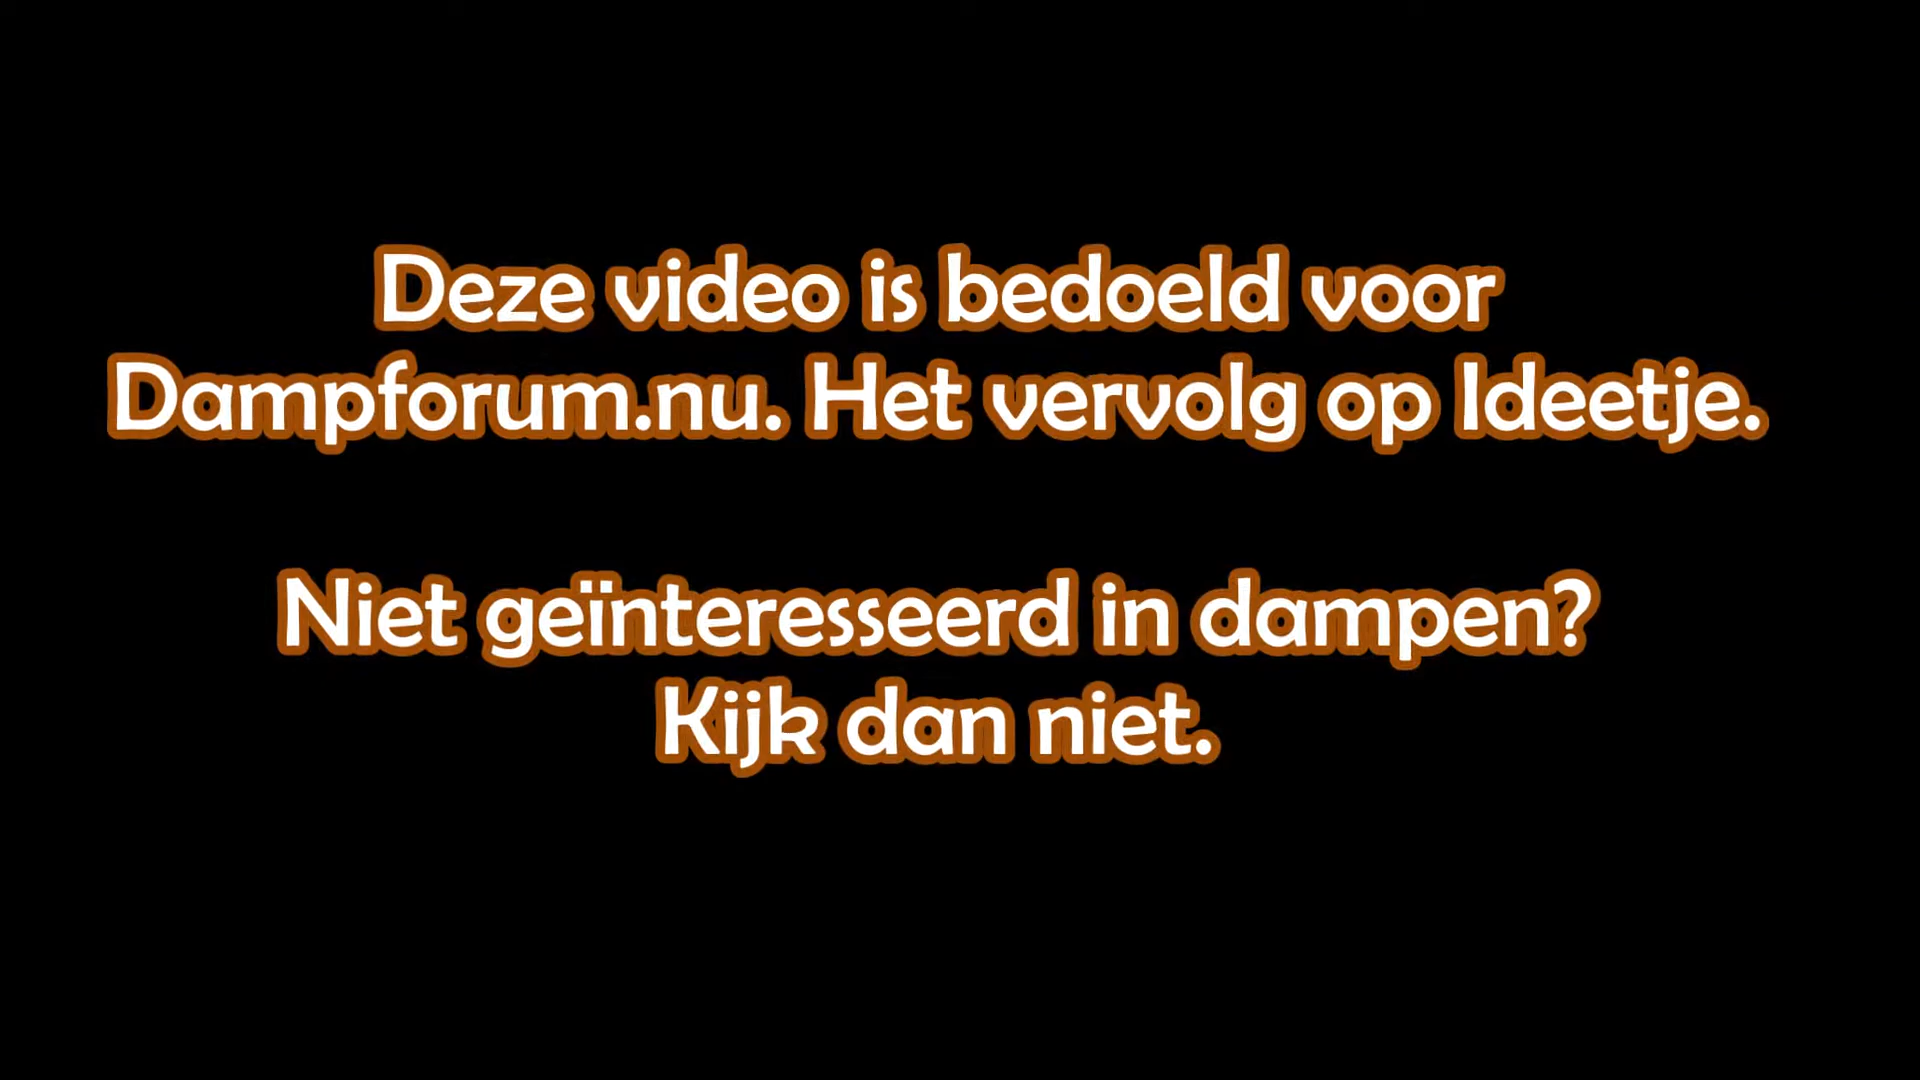 Deze video is bedoeld voor
Dampforum.nu. Het vervolg op Ideetje.
Niet geïnteresseerd in dampen?
Kijk dan niet.